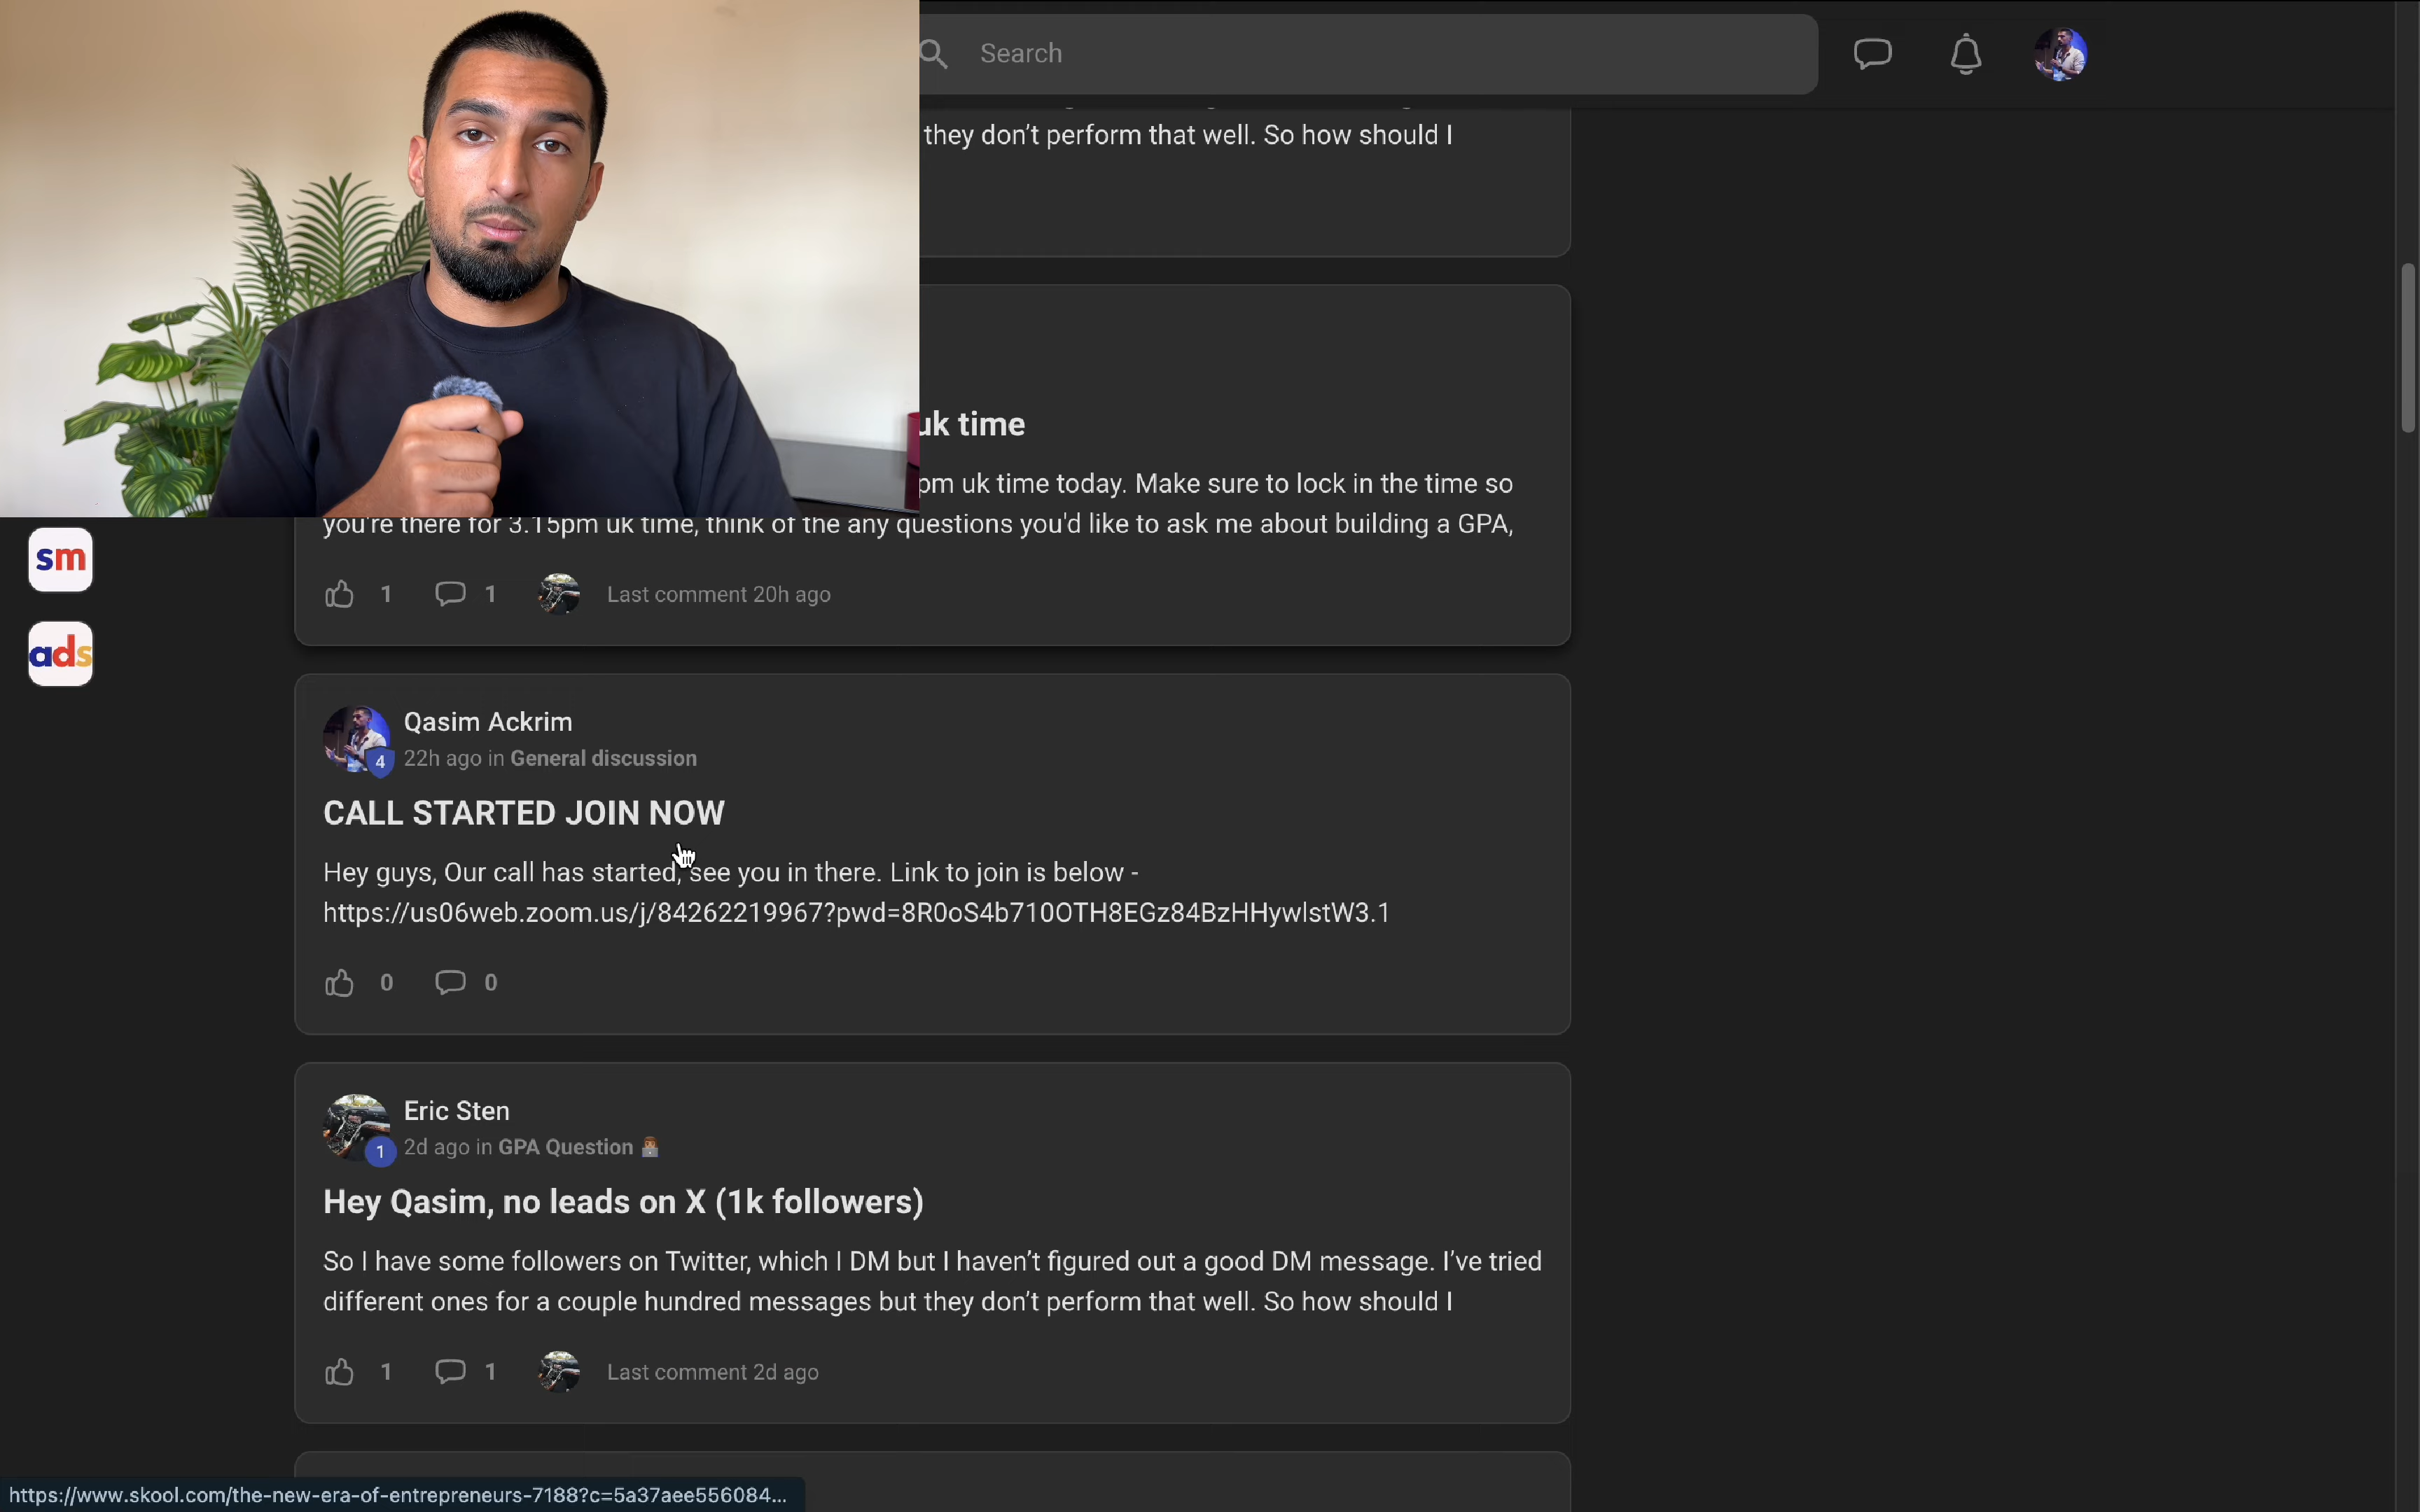 Search
they don't perform that well. So how should I
uk time
pm uk time today. Make sure to lock in the time so
you're there for 3.15pm uk time, think of the any questions you'd like to ask me about building a GPA,
1 1 Last comment 20h ago
sm
ads
Qasim Ackrim
4
22h ago in General discussion
CALL STARTED JOIN NOW
Hey guys, Our call has started, see you in there. Link to join is below -
https://us06web.zoom.us/j/84262219967?pwd=8R0oS4b710OTH8EGz84BzHHywlstW3.1
0 0
Eric Sten
1
2d ago in GPA Question
Hey Qasim, no leads on X (1k followers)
So I have some followers on Twitter, which I DM but I haven't figured out a good DM message. I've tried
different ones for a couple hundred messages but they don't perform that well. So how should I
1 1 Last comment 2d ago
https://www.skool.com/the-new-era-of-entrepreneurs-7188?c=5a37aee556084...